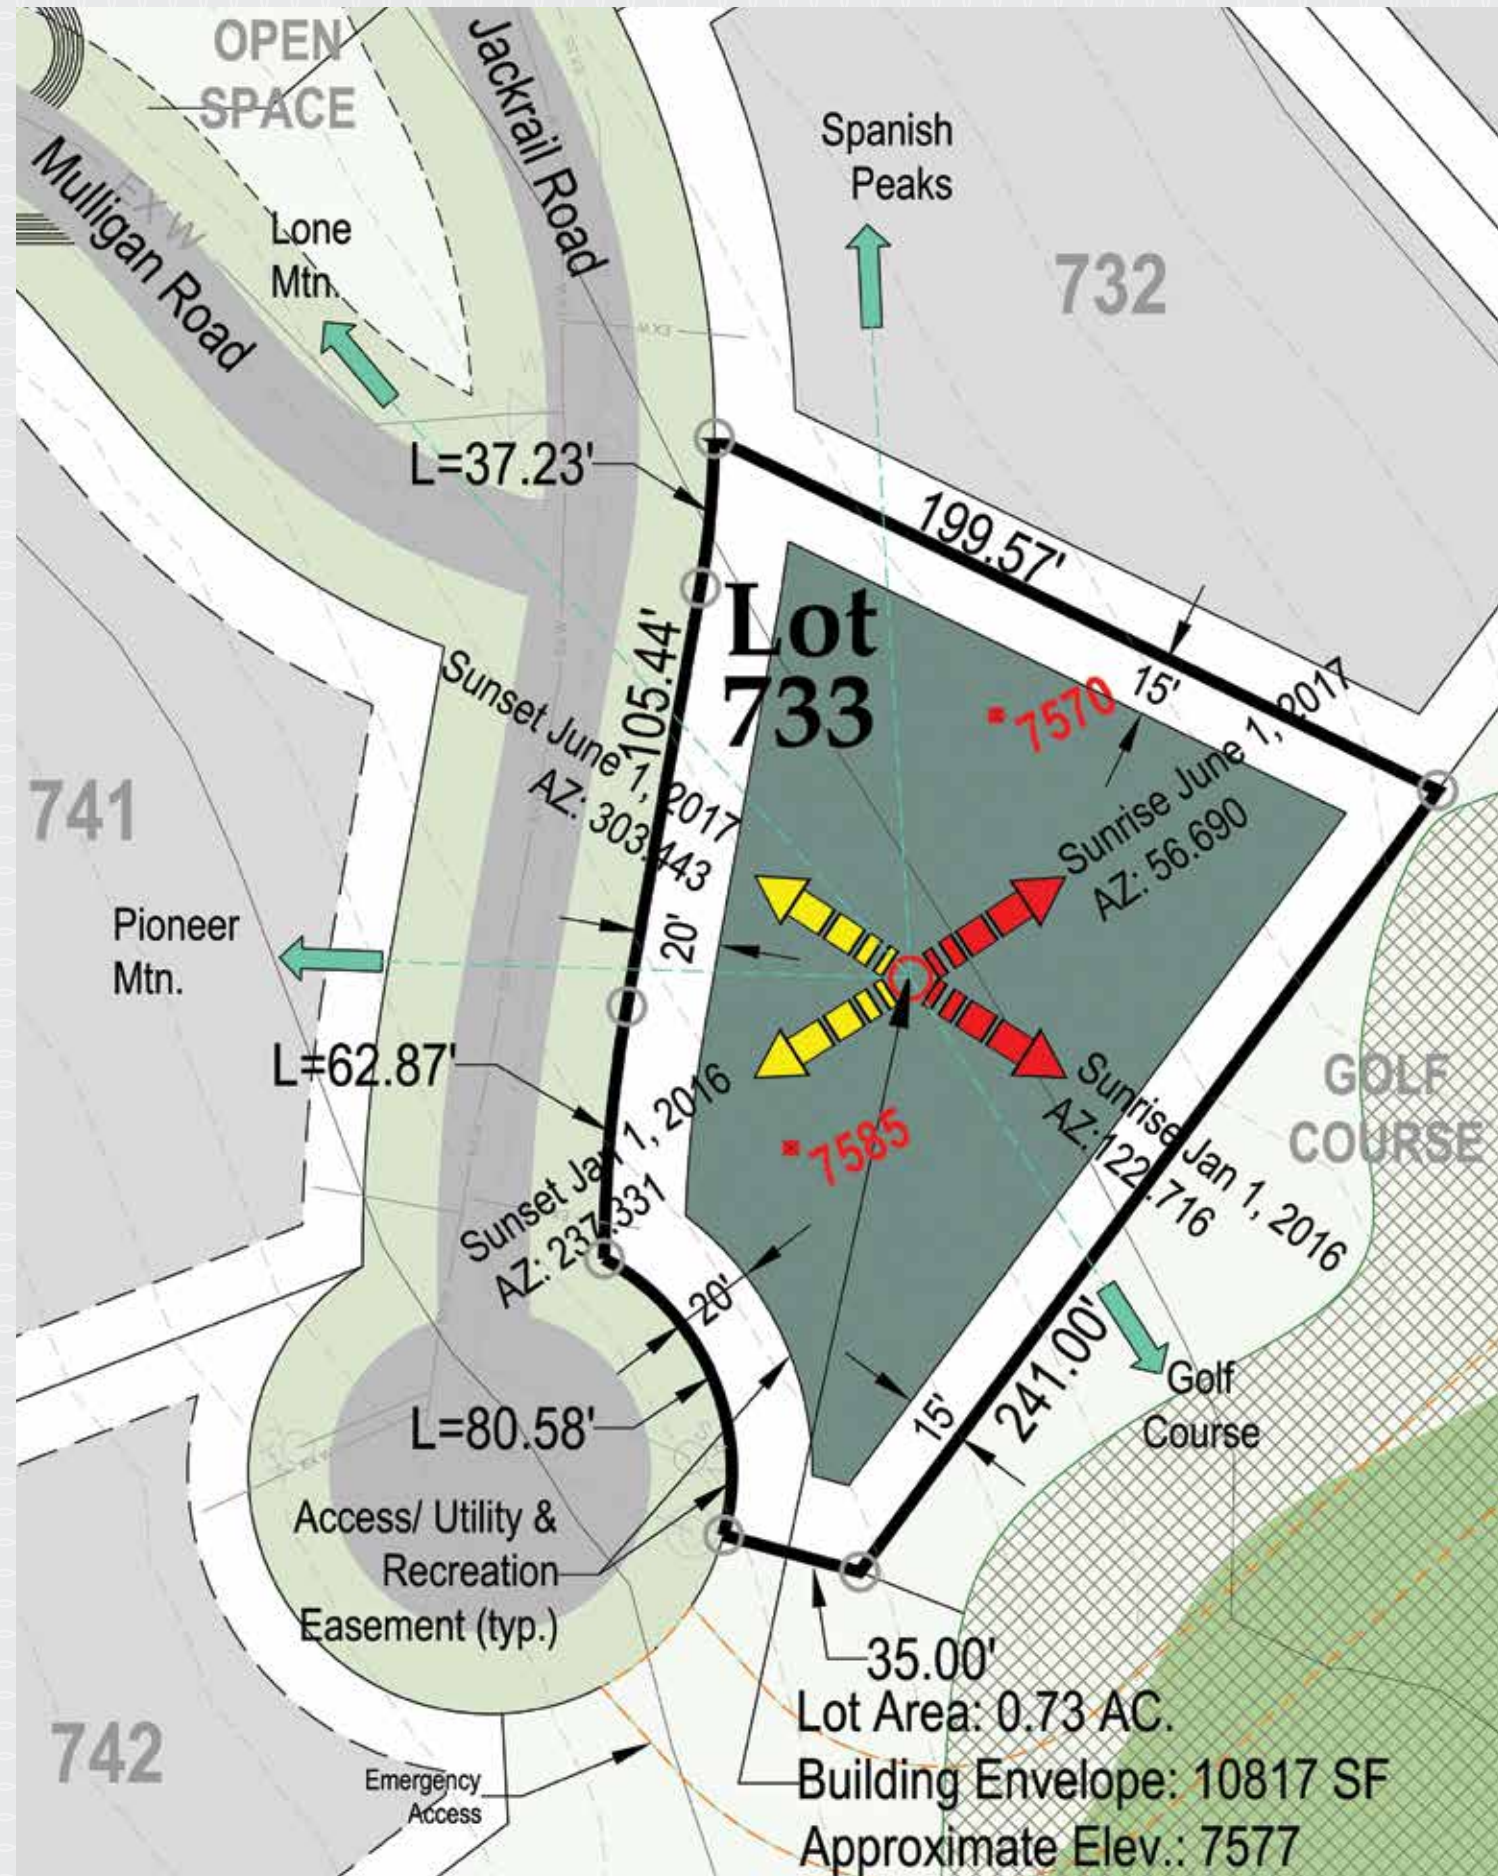 OPEN
SPACE
Jackrail Road
Mulligan Road
EX W
Lone
Mtn.
Spanish
Peaks
732
EX W
L=37.23'
199.57'
Lot
733
105.44'
15'
7570
Sunset June 1, 2017
AZ: 303.443
Sunrise June 1, 2017
AZ: 56.690
741
Pioneer
Mtn.
20'
L=62.87'
Sunset Jan 1, 2016
AZ: 237.331
7585
Sunrise Jan 1, 2016
AZ:122.716
GOLF
COURSE
20'
241.00'
15'
Golf
Course
L=80.58'
Access/ Utility &
Recreation
Easement (typ.)
35.00'
742
Emergency
Access
Lot Area: 0.73 AC.
Building Envelope: 10817 SF
Approximate Elev.: 7577